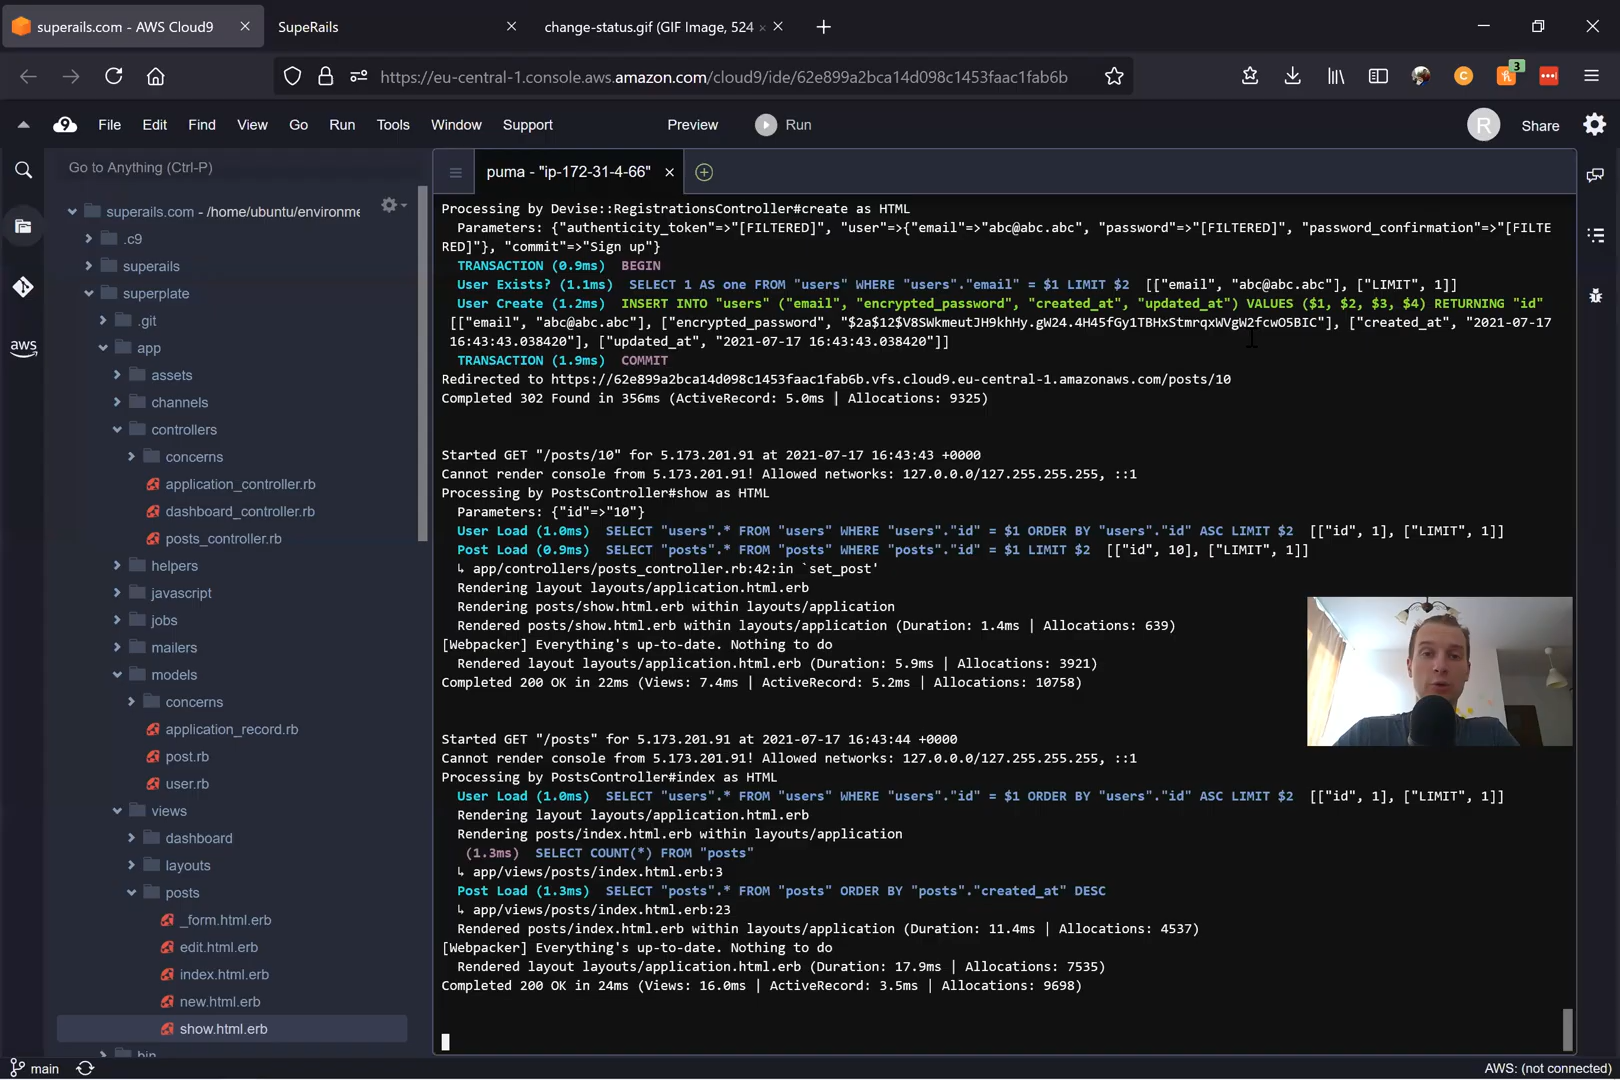 superails.com - AWS Cloud9
SupeRails
change-status.gif (GIF Image, 524
https://eu-central-1.console.aws.amazon.com/cloud9/ide/62e899a2bca14d098c1453faac1fab6b
C
3
9
File Edit Find View Go Run Tools Window Support Preview Run R Share
Go to Anything (Ctrl-P)
puma - "ip-172-31-4-66"
aws
superails.com - /home/ubuntu/environme
.c9
superails
superplate
.git
app
assets
channels
controllers
concerns
application_controller.rb
dashboard_controller.rb
posts_controller.rb
helpers
javascript
jobs
mailers
models
concerns
application_record.rb
post.rb
user.rb
views
dashboard
layouts
posts
_form.html.erb
edit.html.erb
index.html.erb
new.html.erb
show.html.erb
bin
Processing by Devise::RegistrationsController#create as HTML
Parameters: {"authenticity_token"=>"[FILTERED]", "user"=>{"email"=>"abc@abc.abc", "password"=>"[FILTERED]", "password_confirmation"=>"[FILTE
RED]"}, "commit"=>"Sign up"}
TRANSACTION (0.9ms) BEGIN
User Exists? (1.1ms) SELECT 1 AS one FROM "users" WHERE "users"."email" = $1 LIMIT $2 [["email", "abc@abc.abc"], ["LIMIT", 1]]
User Create (1.2ms) INSERT INTO "users" ("email", "encrypted_password", "created_at", "updated_at") VALUES ($1, $2, $3, $4) RETURNING "id"
[["email", "abc@abc.abc"], ["encrypted_password", "$2a$12$V8SWkmeutJH9khHy.gW24.4H45fGy1TBHxStmrqxWVgW2fcwO5BIC"], ["created_at", "2021-07-17
16:43:43.038420"], ["updated_at", "2021-07-17 16:43:43.038420"]]
TRANSACTION (1.9ms) COMMIT
Redirected to https://62e899a2bca14d098c1453faac1fab6b.vfs.cloud9.eu-central-1.amazonaws.com/posts/10
Completed 302 Found in 356ms (ActiveRecord: 5.0ms | Allocations: 9325)
Started GET "/posts/10" for 5.173.201.91 at 2021-07-17 16:43:43 +0000
Cannot render console from 5.173.201.91! Allowed networks: 127.0.0.0/127.255.255.255, ::1
Processing by PostsController#show as HTML
Parameters: {"id"=>"10"}
User Load (1.0ms) SELECT "users".* FROM "users" WHERE "users"."id" = $1 ORDER BY "users"."id" ASC LIMIT $2 [["id", 1], ["LIMIT", 1]]
Post Load (0.9ms) SELECT "posts".* FROM "posts" WHERE "posts"."id" = $1 LIMIT $2 [["id", 10], ["LIMIT", 1]]
↳ app/controllers/posts_controller.rb:42:in `set_post'
Rendering layout layouts/application.html.erb
Rendering posts/show.html.erb within layouts/application
Rendered posts/show.html.erb within layouts/application (Duration: 1.4ms | Allocations: 639)
[Webpacker] Everything's up-to-date. Nothing to do
Rendered layout layouts/application.html.erb (Duration: 5.9ms | Allocations: 3921)
Completed 200 OK in 22ms (Views: 7.4ms | ActiveRecord: 5.2ms | Allocations: 10758)
Started GET "/posts" for 5.173.201.91 at 2021-07-17 16:43:44 +0000
Cannot render console from 5.173.201.91! Allowed networks: 127.0.0.0/127.255.255.255, ::1
Processing by PostsController#index as HTML
User Load (1.0ms) SELECT "users".* FROM "users" WHERE "users"."id" = $1 ORDER BY "users"."id" ASC LIMIT $2 [["id", 1], ["LIMIT", 1]]
Rendering layout layouts/application.html.erb
Rendering posts/index.html.erb within layouts/application
(1.3ms) SELECT COUNT(*) FROM "posts"
↳ app/views/posts/index.html.erb:3
Post Load (1.3ms) SELECT "posts".* FROM "posts" ORDER BY "posts"."created_at" DESC
↳ app/views/posts/index.html.erb:23
Rendered posts/index.html.erb within layouts/application (Duration: 11.4ms | Allocations: 4537)
[Webpacker] Everything's up-to-date. Nothing to do
Rendered layout layouts/application.html.erb (Duration: 17.9ms | Allocations: 7535)
Completed 200 OK in 24ms (Views: 16.0ms | ActiveRecord: 3.5ms | Allocations: 9698)
main
AWS: (not connected)